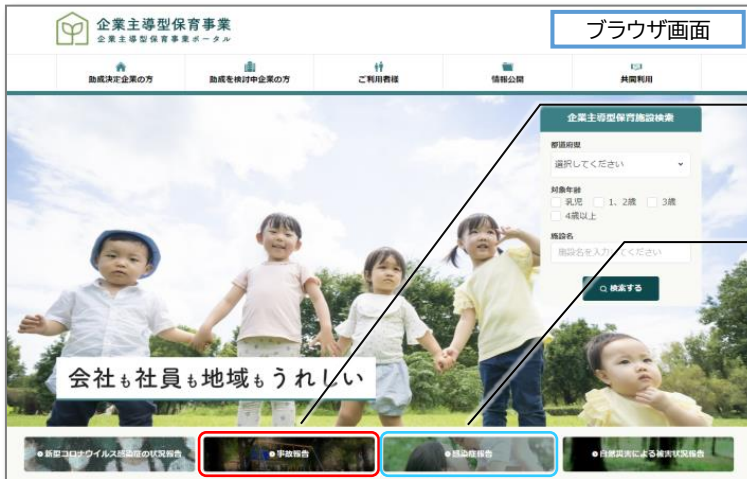 企業主導型保育事業
企業主導型保育事業ポータル
ブラウザ画面
助成決定企業の方
助成を検討中企業の方
ご利用者様
情報公開
共同利用
企業主導型保育施設検索
都道府県
選択してください
対象年齢
乳児 1、2歳 3歳
4歳以上
施設名
施設名を入力してください
検索する
会社も社員も地域もうれしい
新型コロナウイルス感染症の状況報告
事故報告
感染症報告
自然災害による被害状況報告